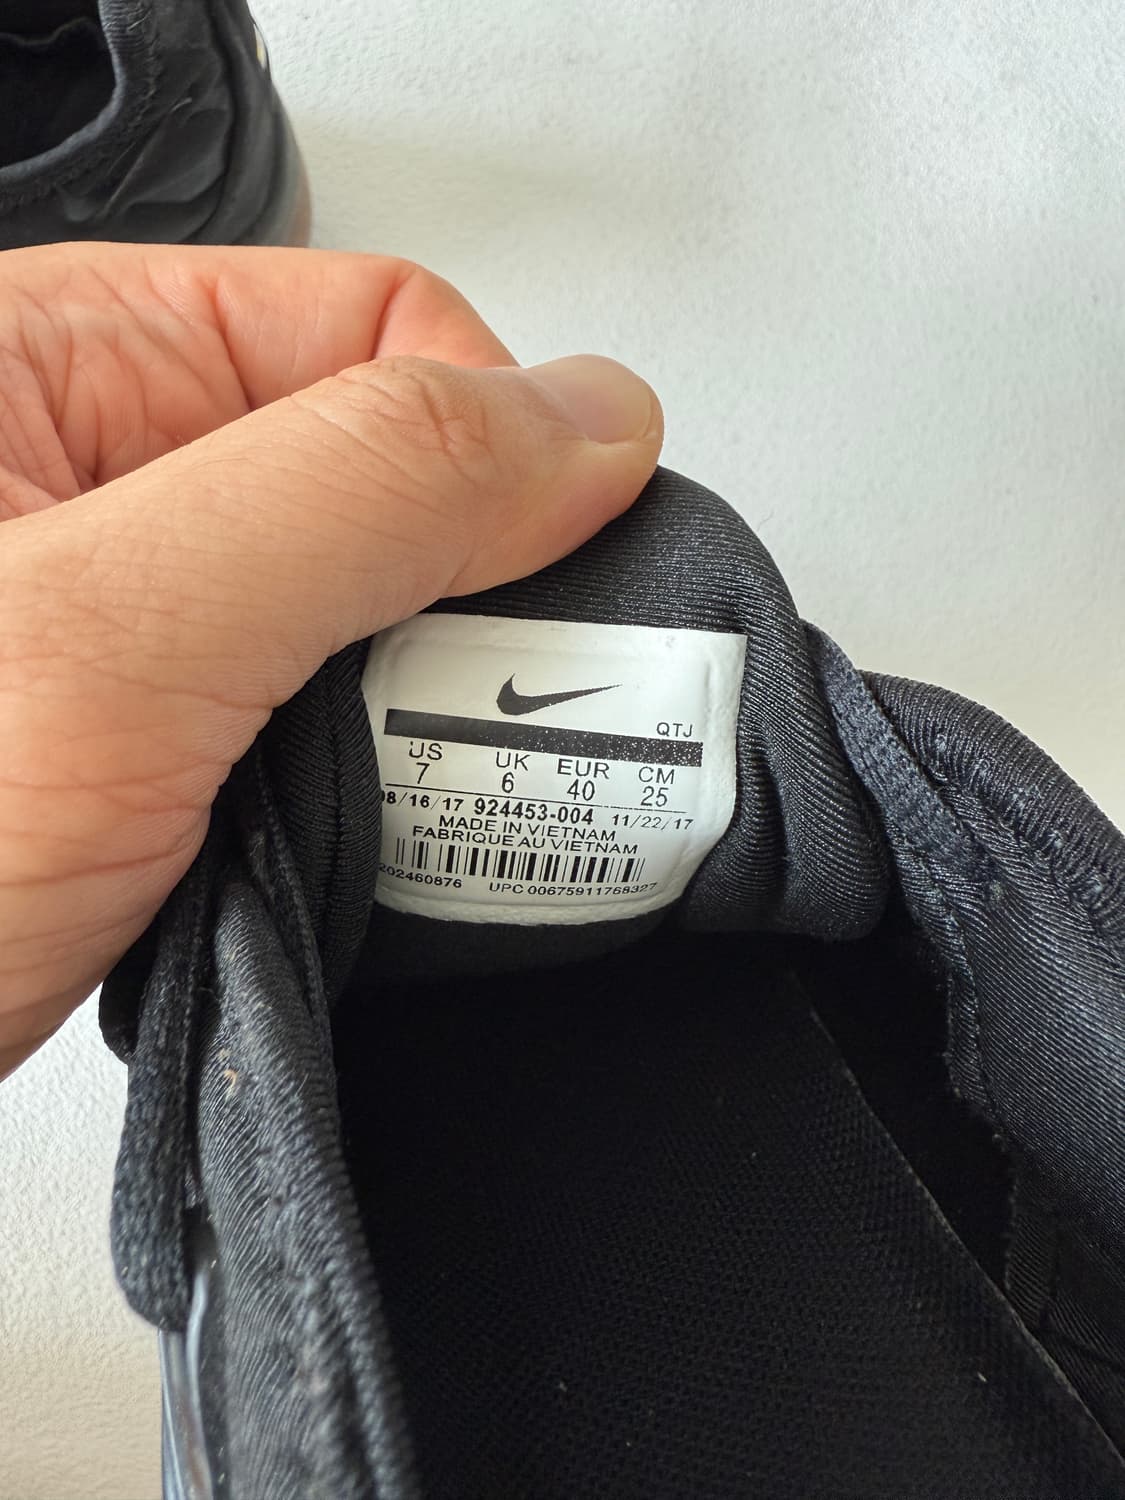 QTJ
US UK EUR CM
7 6 40 25
08/16/17 924453-004 11/22/17
MADE IN VIETNAM
FABRIQUE AU VIETNAM
202460876 UPC 00675911768327